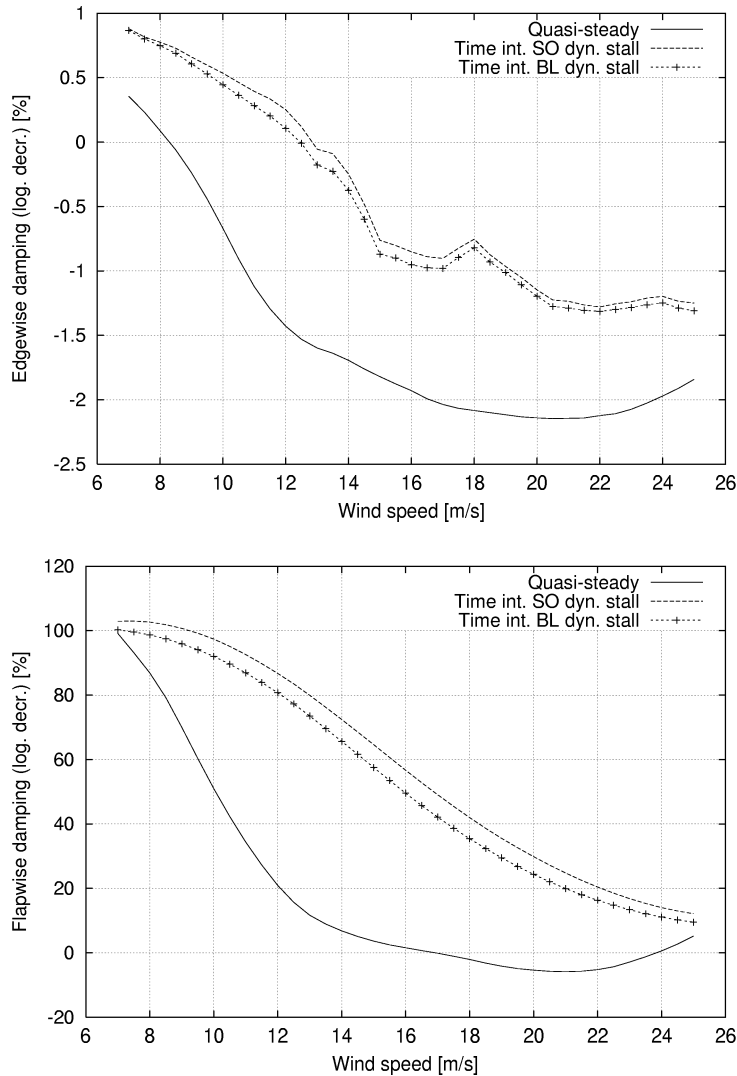 1
0.5
0
-0.5
-1
-1.5
-2
-2.5
Edgewise damping (log. decr.) [%]
Quasi-steady
Time int. SO dyn. stall
Time int. BL dyn. stall
6 8 10 12 14 16 18 20 22 24 26
Wind speed [m/s]
120
100
80
60
40
20
0
-20
Flapwise damping (log. decr.) [%]
Quasi-steady
Time int. SO dyn. stall
Time int. BL dyn. stall
6 8 10 12 14 16 18 20 22 24 26
Wind speed [m/s]